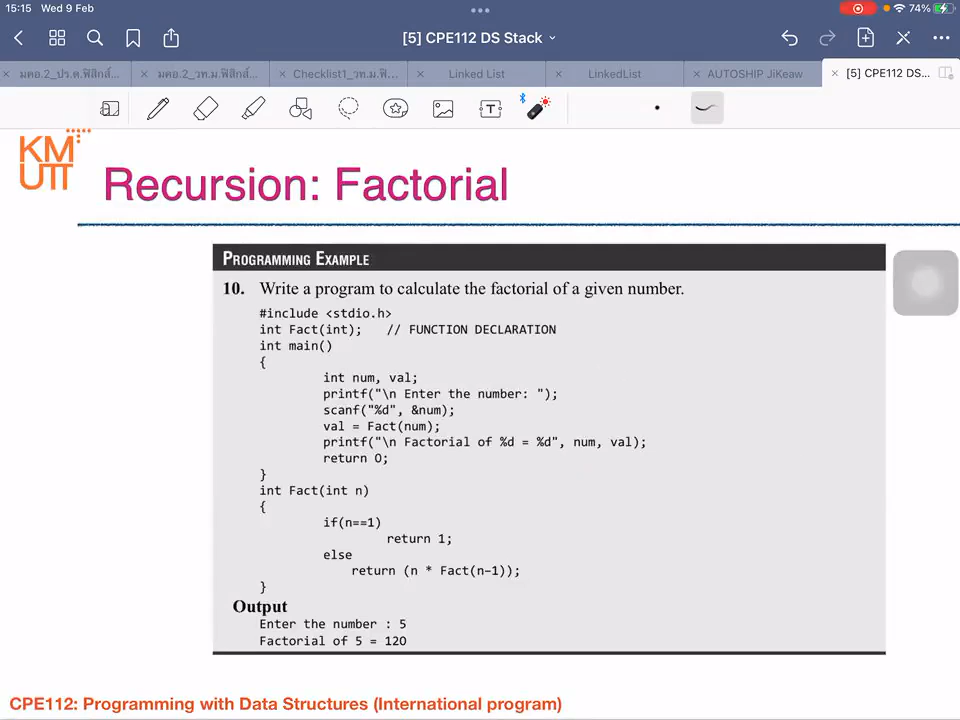 15:15 Wed 9 Feb
74%
[5] CPE112 DS Stack
มคอ.2_ปร.ด.ฟิสิกส์...
มคอ.2_วท.ม.ฟิสิกส์...
Checklist1_วท.ม.ฟิ...
Linked List
LinkedList
AUTOSHIP JiKeaw
[5] CPE112 DS...
KMUTT
Recursion: Factorial
PROGRAMMING EXAMPLE
10. Write a program to calculate the factorial of a given number.
#include <stdio.h>
int Fact(int); // FUNCTION DECLARATION
int main()
{
int num, val;
printf("\n Enter the number: ");
scanf("%d", &num);
val = Fact(num);
printf("\n Factorial of %d = %d", num, val);
return 0;
}
int Fact(int n)
{
if(n==1)
return 1;
else
return (n * Fact(n–1));
}
Output
Enter the number : 5
Factorial of 5 = 120
CPE112: Programming with Data Structures (International program)